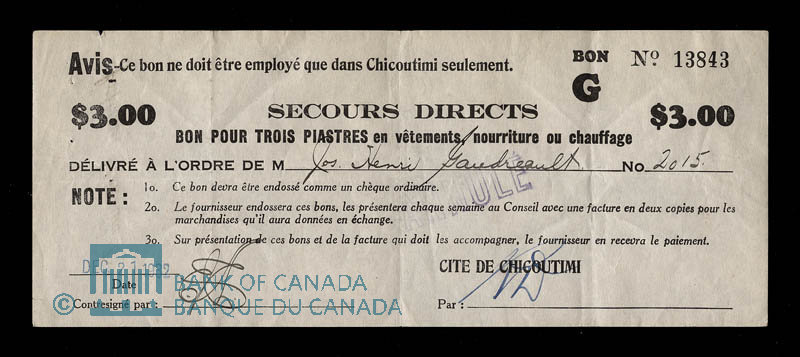 Avis-Ce bon ne doit être employé que dans Chicoutimi seulement.
BON Nº 13843
G
$3.00 SECOURS DIRECTS $3.00
BON POUR TROIS PIASTRES en vêtements, nourriture ou chauffage
DÉLIVRÉ À L'ORDRE DE M Jos. Henri Gaudreault No. 2015.
NOTÉ :
1o. Ce bon devra être endossé comme un chèque ordinaire.
2o. Le fournisseur endossera ces bons, les présentera chaque semaine au Conseil avec une facture en deux copies pour les
marchandises qu'il aura données en échange.
3o. Sur présentation de ces bons et de la facture qui doit les accompagner, le fournisseur en recevra le paiement.
DEC 21 1932
Date
CITE DE CHICOUTIMI
Contresigné par :
Par :
© BANK OF CANADA
BANQUE DU CANADA